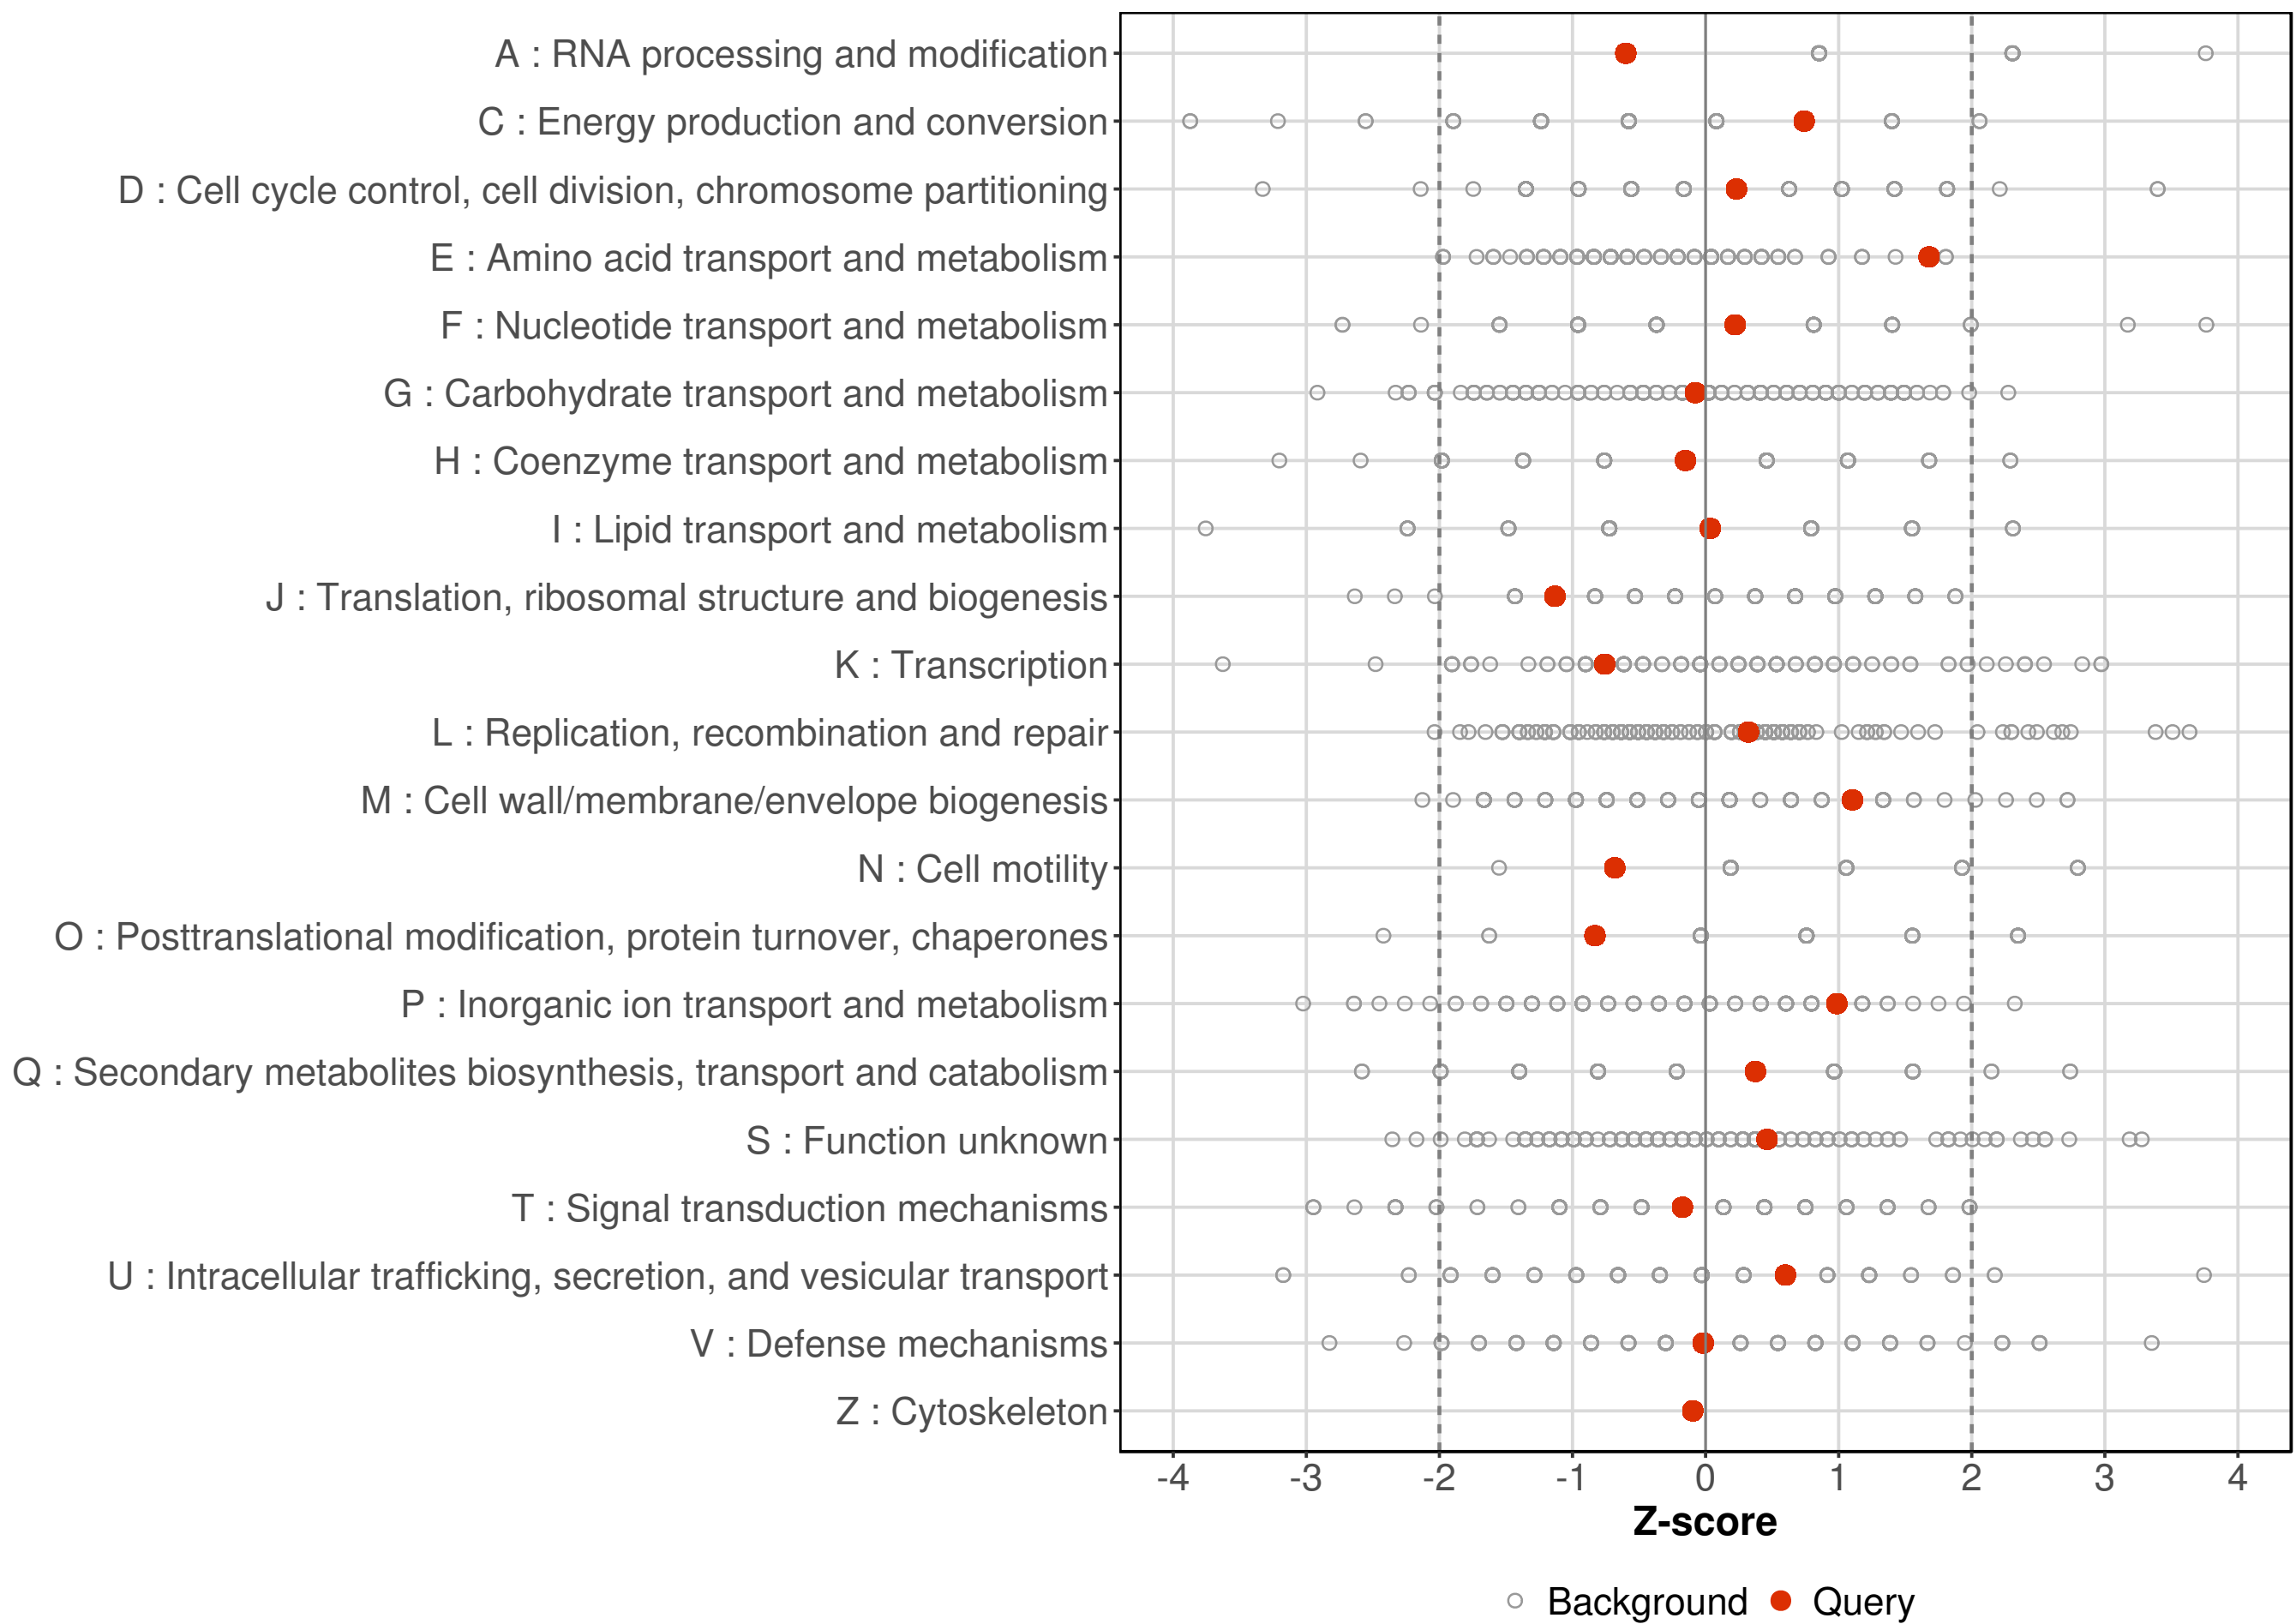 A : RNA processing and modification
C : Energy production and conversion
D : Cell cycle control, cell division, chromosome partitioning
E : Amino acid transport and metabolism
F : Nucleotide transport and metabolism
G : Carbohydrate transport and metabolism
H : Coenzyme transport and metabolism
I : Lipid transport and metabolism
J : Translation, ribosomal structure and biogenesis
K : Transcription
L : Replication, recombination and repair
M : Cell wall/membrane/envelope biogenesis
N : Cell motility
O : Posttranslational modification, protein turnover, chaperones
P : Inorganic ion transport and metabolism
Q : Secondary metabolites biosynthesis, transport and catabolism
S : Function unknown
T : Signal transduction mechanisms
U : Intracellular trafficking, secretion, and vesicular transport
V : Defense mechanisms
Z : Cytoskeleton
-4 -3 -2 -1 0 1 2 3 4
Z-score
Background Query